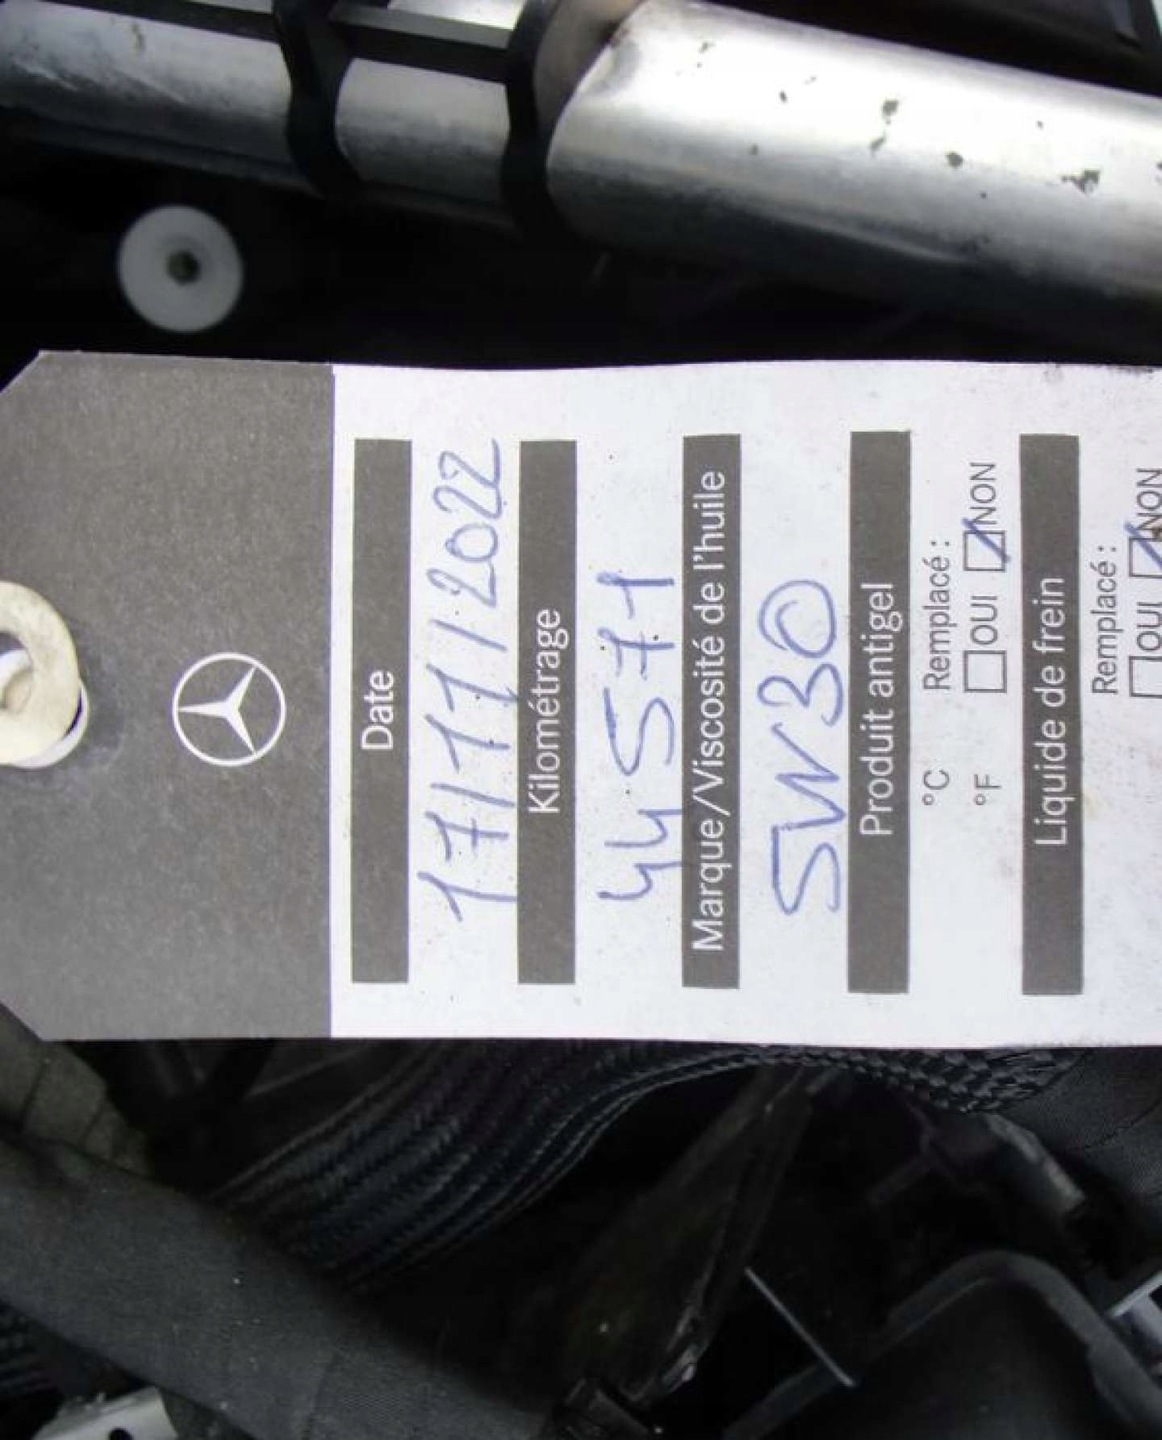 Date
17/11/2022
Kilométrage
44571
Marque/Viscosité de l'huile
5W30
Produit antigel
Remplacé :
°C
°F OUI NON
Liquide de frein
Remplacé :
OUI NON